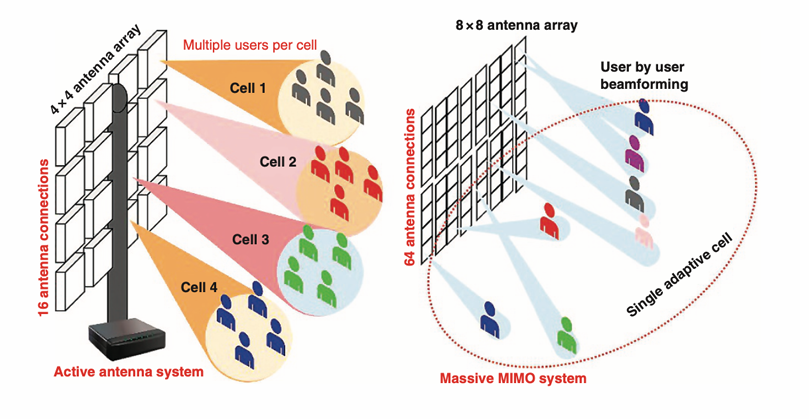 4×4 antenna array
Multiple users per cell
Cell 1
Cell 2
Cell 3
Cell 4
16 antenna connections
Active antenna system
8×8 antenna array
User by user
beamforming
64 antenna connections
Single adaptive cell
Massive MIMO system